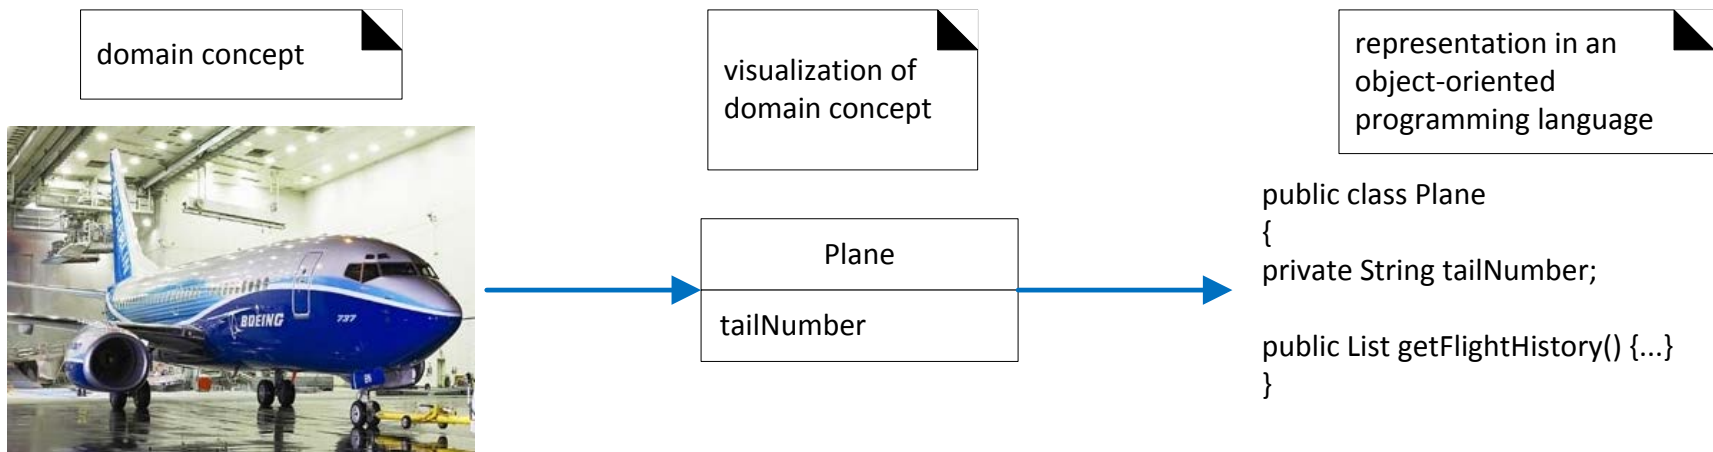 domain concept
visualization of
domain concept
representation in an
object-oriented
programming language
BOEING
737
Plane
tailNumber
public class Plane
{
private String tailNumber;
public List getFlightHistory() {...}
}